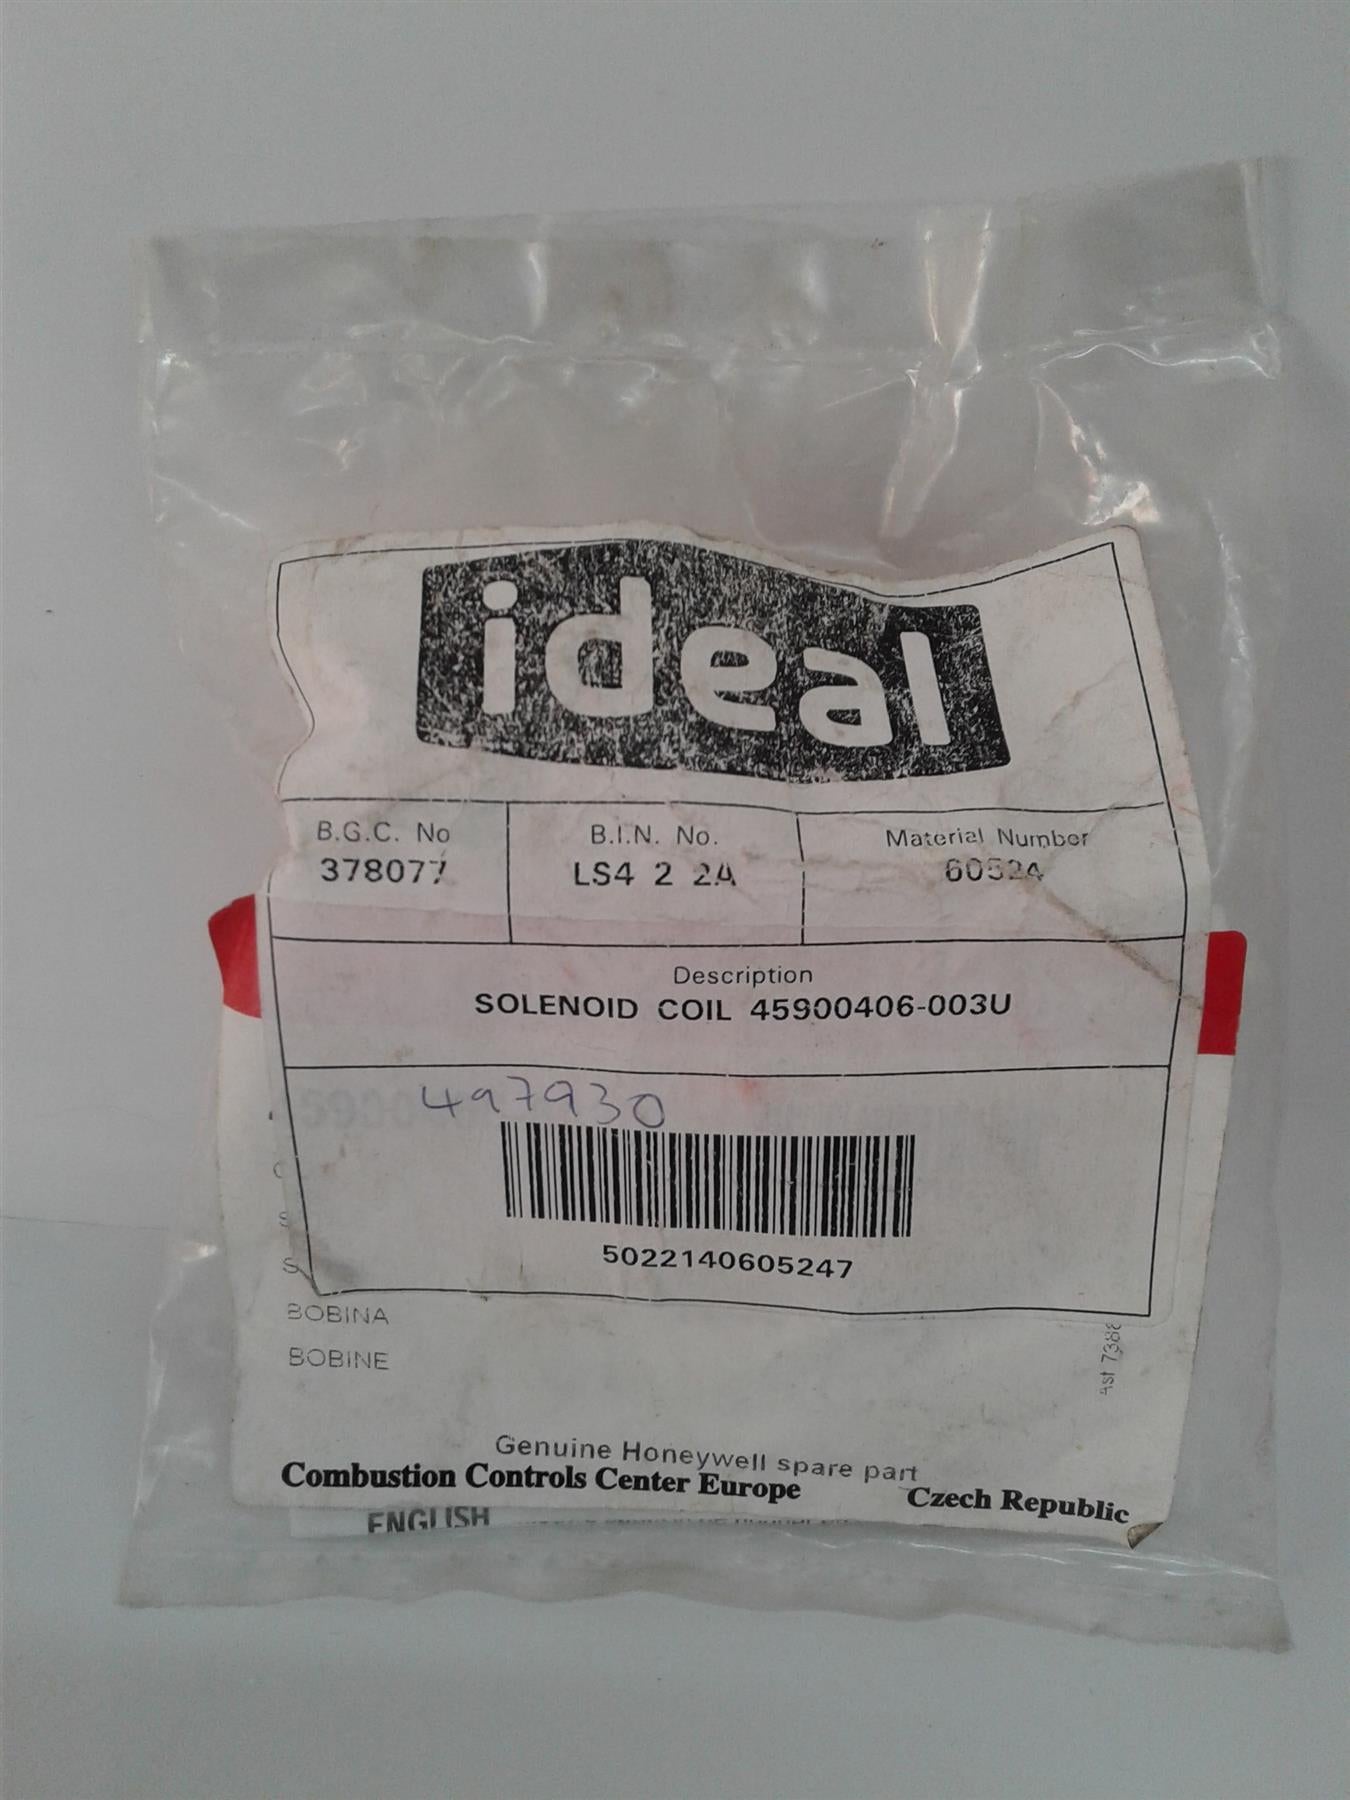 ideal
B.G.C. No B.I.N. No. Material Number
378077 LS4 2 2A 60524
Description
SOLENOID COIL 45900406-003U
497930
5022140605247
BOBINA
BOBINE
Genuine Honeywell spare part
Combustion Controls Center Europe Czech Republic
ENGLISH